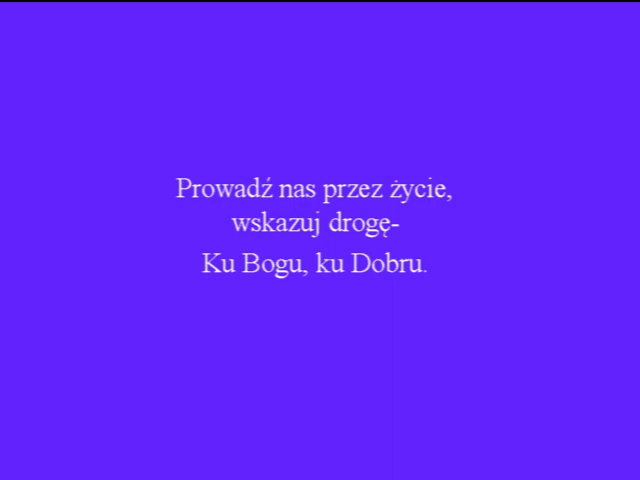 Prowadź nas przez życie,
wskazuj drogę-
Ku Bogu, ku Dobru.